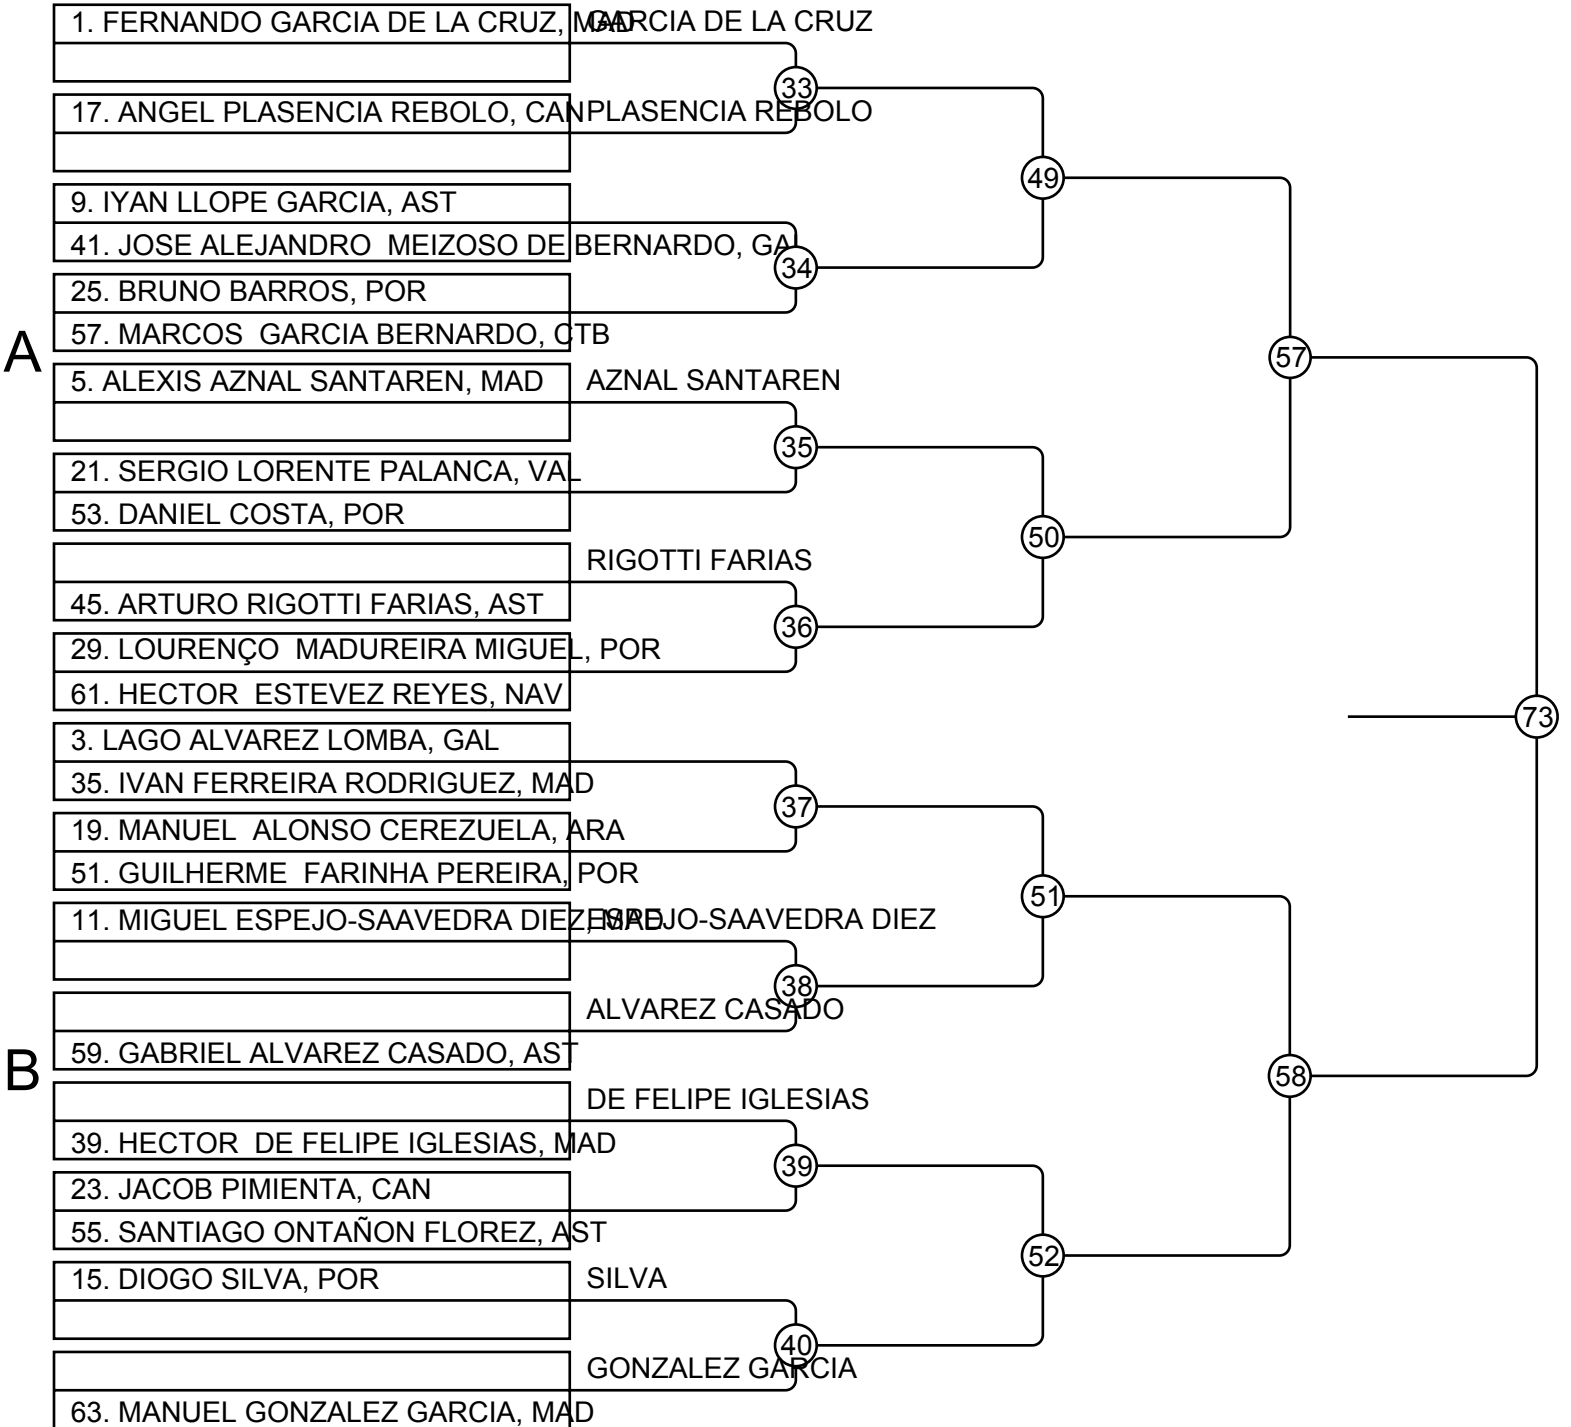 1. FERNANDO GARCIA DE LA CRUZ, MAD
GARCIA DE LA CRUZ
33
17. ANGEL PLASENCIA REBOLO, CAN
PLASENCIA REBOLO
49
9. IYAN LLOPE GARCIA, AST
41. JOSE ALEJANDRO  MEIZOSO DE BERNARDO, GAL
34
25. BRUNO BARROS, POR
57. MARCOS  GARCIA BERNARDO, CTB
A
57
5. ALEXIS AZNAL SANTAREN, MAD
AZNAL SANTAREN
35
21. SERGIO LORENTE PALANCA, VAL
53. DANIEL COSTA, POR
50
RIGOTTI FARIAS
45. ARTURO RIGOTTI FARIAS, AST
36
29. LOURENÇO  MADUREIRA MIGUEL, POR
61. HECTOR  ESTEVEZ REYES, NAV
73
3. LAGO ALVAREZ LOMBA, GAL
35. IVAN FERREIRA RODRIGUEZ, MAD
37
19. MANUEL  ALONSO CEREZUELA, ARA
51. GUILHERME  FARINHA PEREIRA, POR
51
11. MIGUEL ESPEJO-SAAVEDRA DIEZ, MAD
ESPEJO-SAAVEDRA DIEZ
38
ALVAREZ CASADO
59. GABRIEL ALVAREZ CASADO, AST
B
58
DE FELIPE IGLESIAS
39. HECTOR  DE FELIPE IGLESIAS, MAD
39
23. JACOB PIMIENTA, CAN
55. SANTIAGO ONTAÑON FLOREZ, AST
52
15. DIOGO SILVA, POR
SILVA
40
GONZALEZ GARCIA
63. MANUEL GONZALEZ GARCIA, MAD